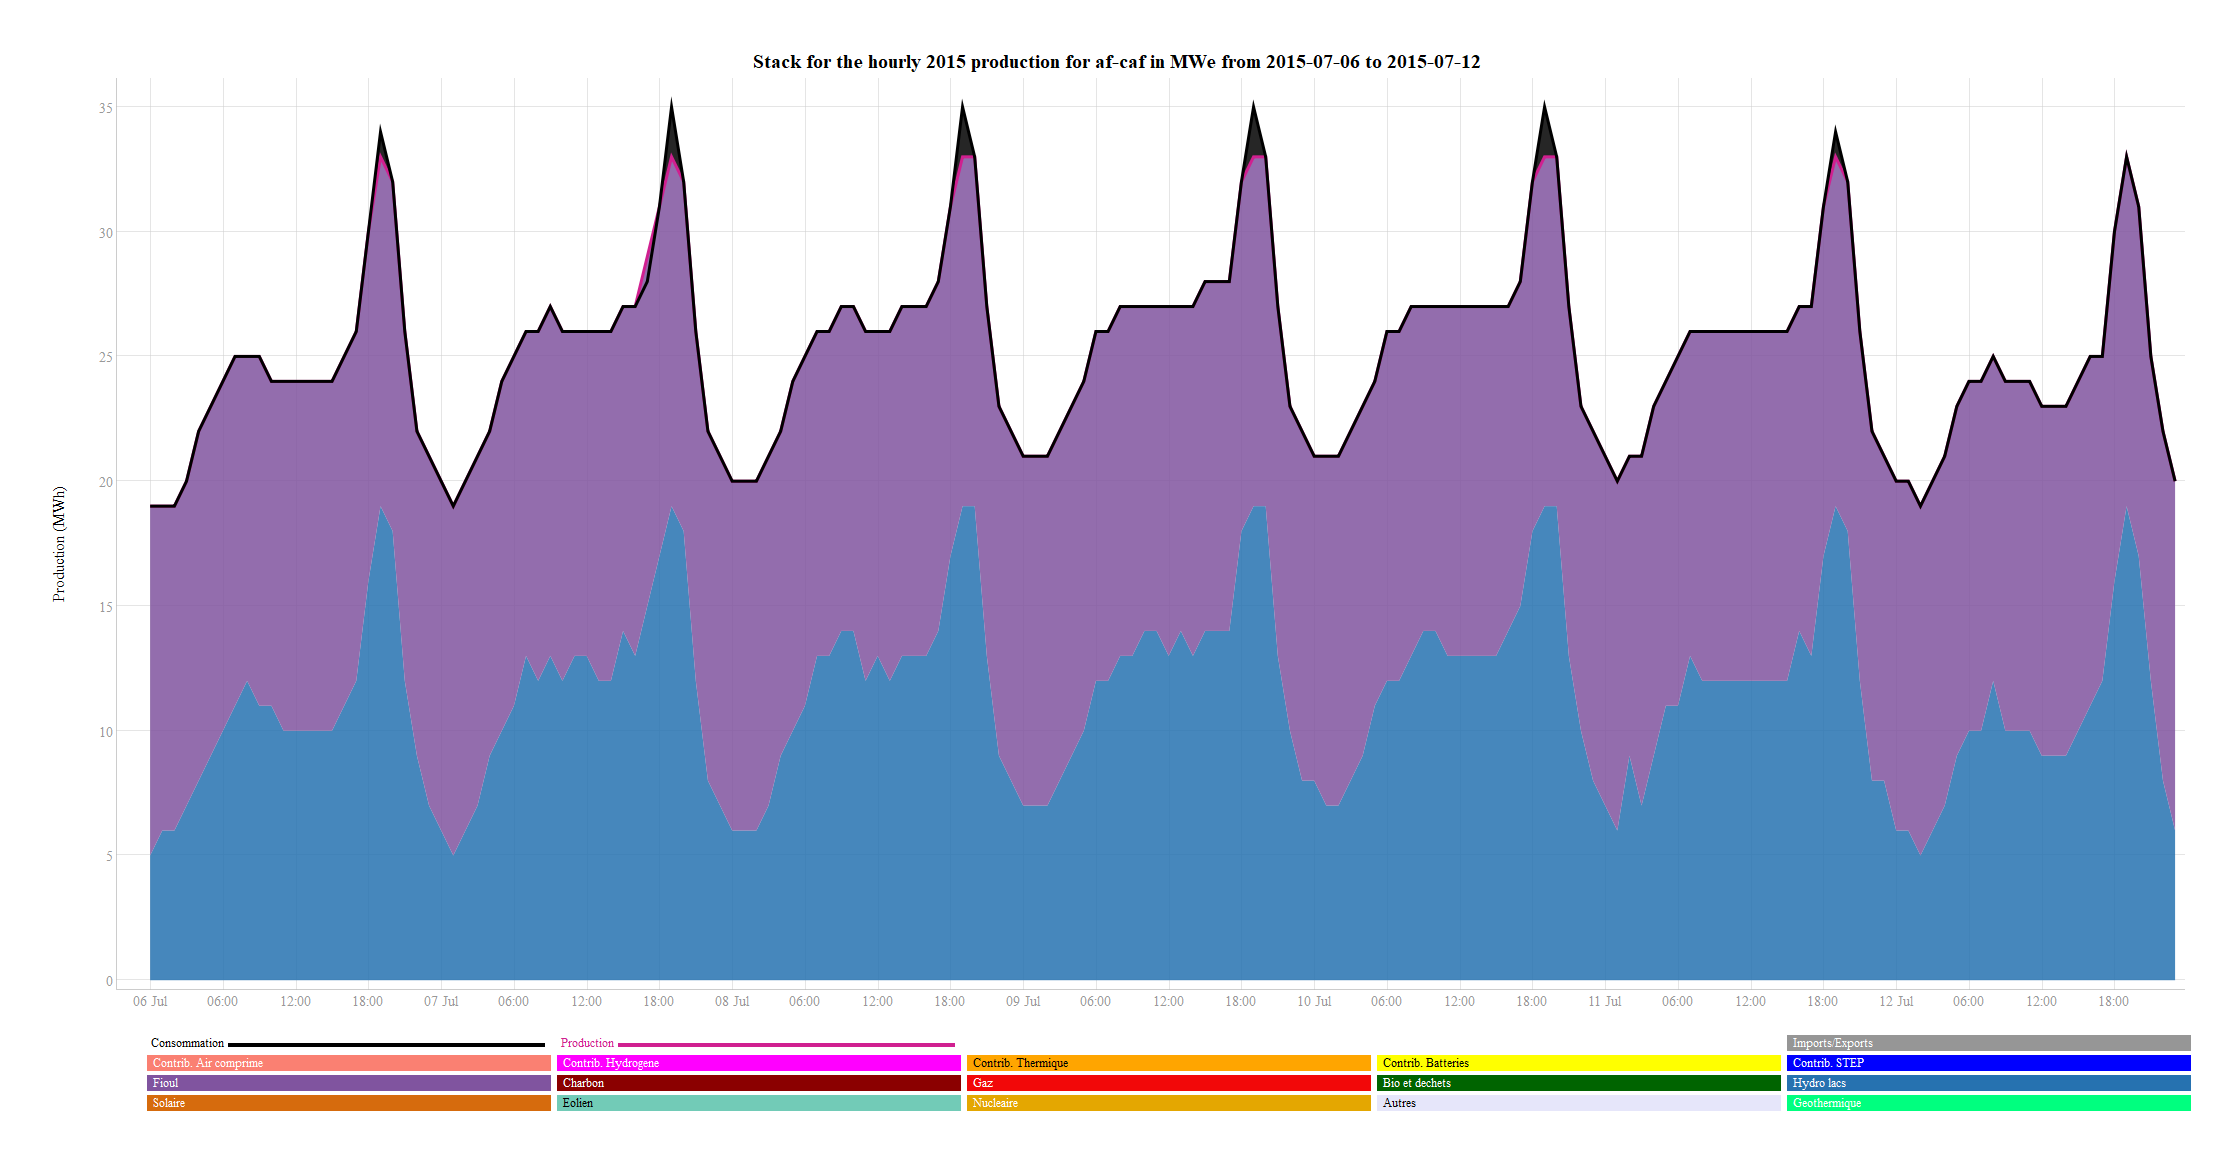 Stack for the hourly 2015 production for af-caf in MWe from 2015-07-06 to 2015-07-12
Production (MWh)
35
30
25
20
15
10
5
0
06 Jul 06:00 12:00 18:00 07 Jul 06:00 12:00 18:00 08 Jul 06:00 12:00 18:00 09 Jul 06:00 12:00 18:00 10 Jul 06:00 12:00 18:00 11 Jul 06:00 12:00 18:00 12 Jul 06:00 12:00 18:00
Consommation Production Imports/Exports
Contrib. Air comprime Contrib. Hydrogene Contrib. Thermique Contrib. Batteries Contrib. STEP
Fioul Charbon Gaz Bio et dechets Hydro lacs
Solaire Eolien Nucleaire Autres Geothermique